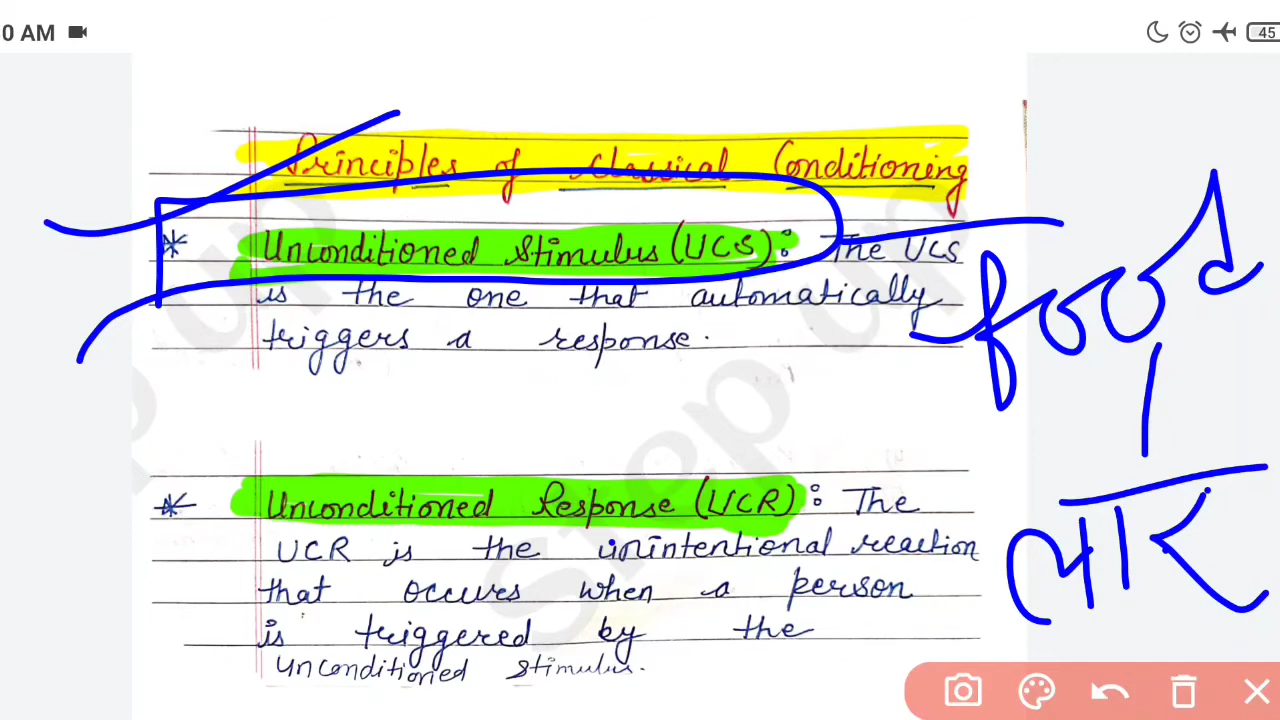 0 AM
45
Principles of Classical Conditioning
* Unconditioned Stimulus (UCS): The UCS
is the one that automatically
triggers a response.
food
लार
* Unconditioned Response (UCR): The
UCR is the unintentional reaction
that occurs when a person
is triggered by the
unconditioned stimulus.
Step up